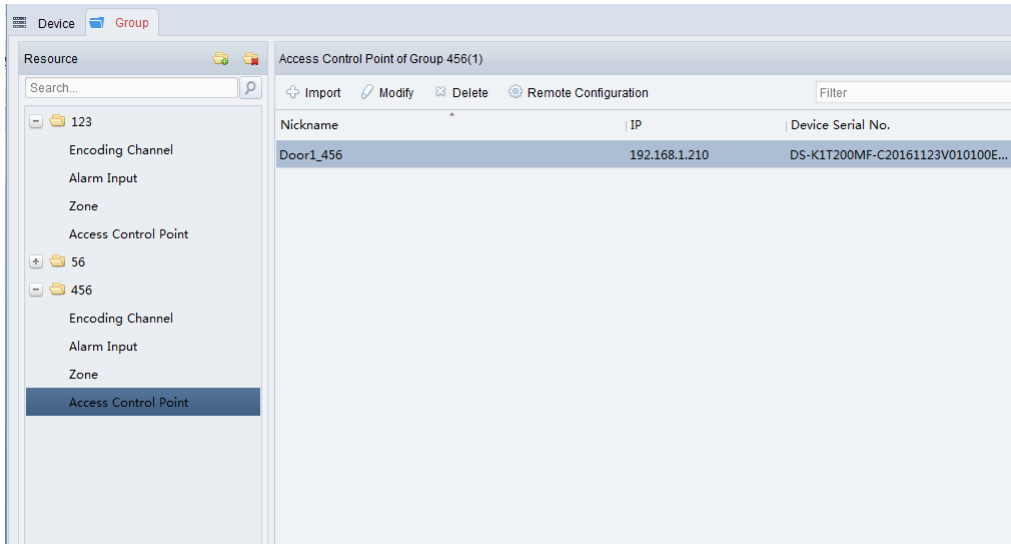 Device Group
Resource
Search...
123
Encoding Channel
Alarm Input
Zone
Access Control Point
56
456
Encoding Channel
Alarm Input
Zone
Access Control Point
Access Control Point of Group 456(1)
Import Modify Delete Remote Configuration Filter
Nickname IP Device Serial No.
Door1_456 192.168.1.210 DS-K1T200MF-C20161123V010100E...